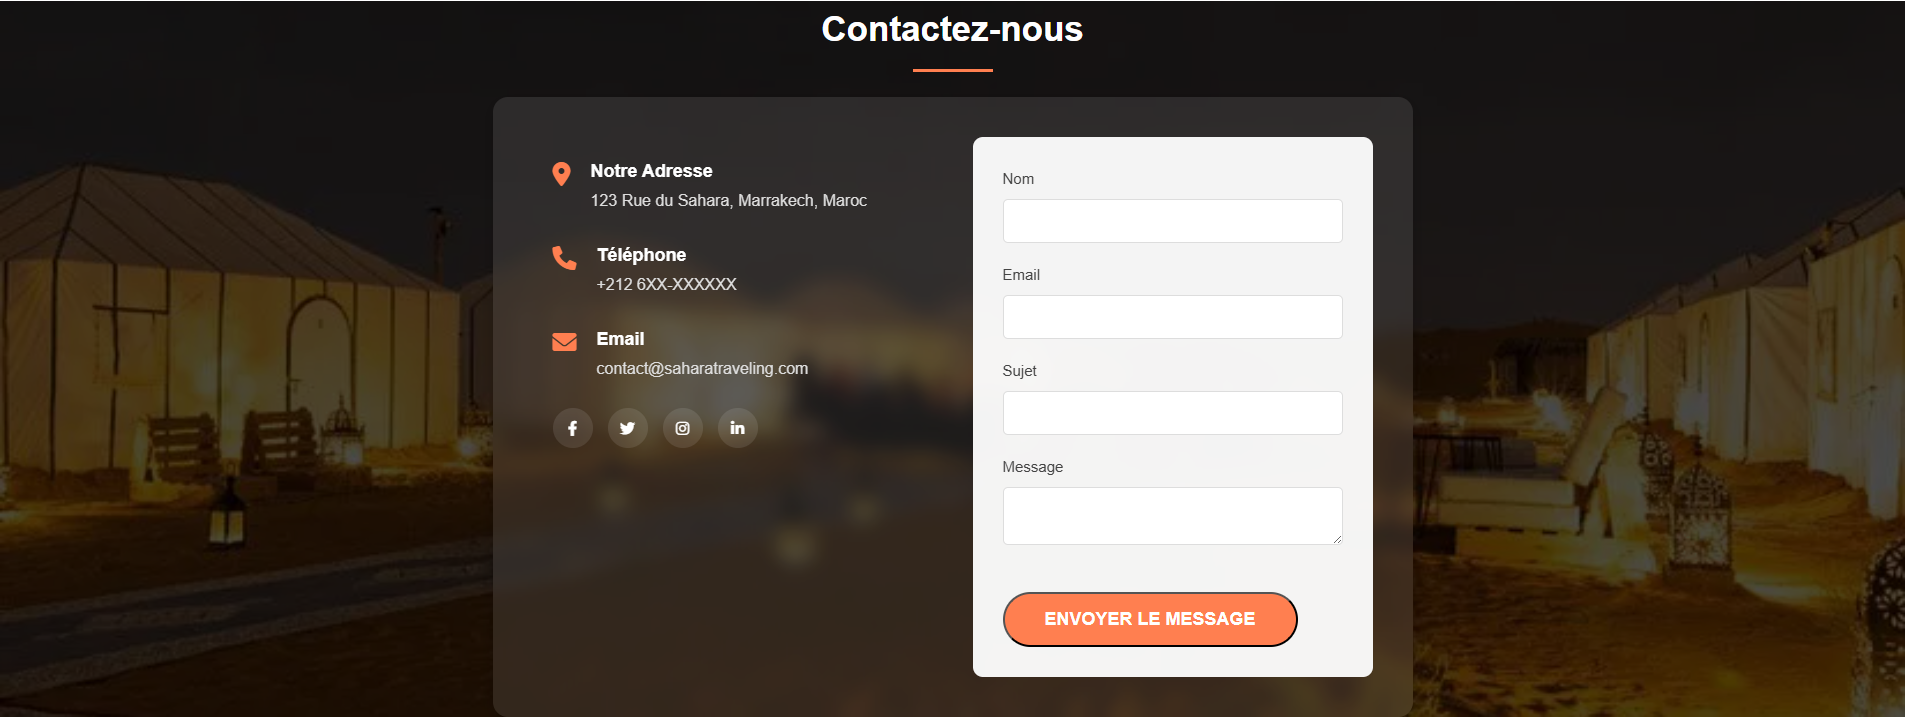 Contactez-nous
Notre Adresse
123 Rue du Sahara, Marrakech, Maroc
Téléphone
+212 6XX-XXXXXX
Email
contact@saharatraveling.com
Nom
Email
Sujet
Message
ENVOYER LE MESSAGE